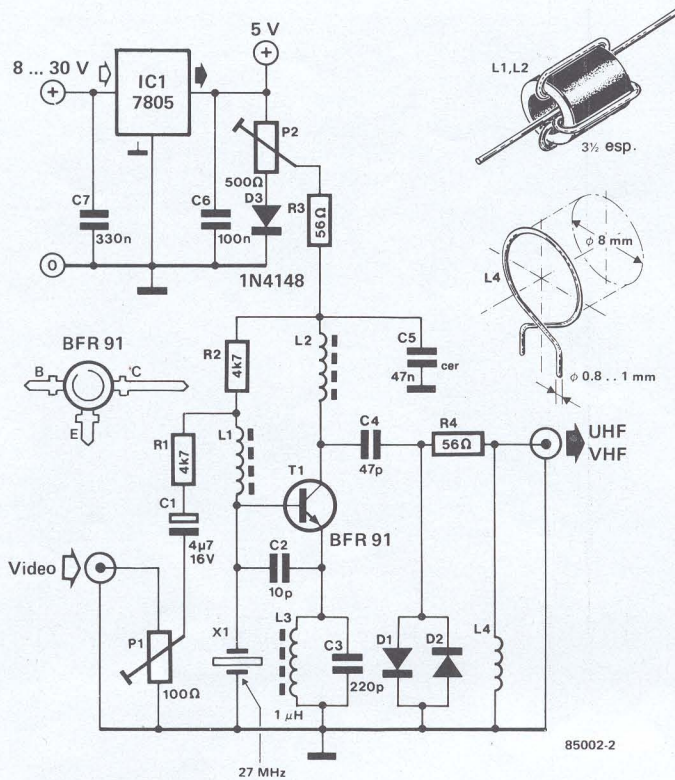 5 V
8 ... 30 V
IC1
7805
L1,L2
3½ esp.
P2
500Ω
C7
330n
C6
100n
D3
R3
56Ω
0
1N4148
ϕ 8 mm
L4
ϕ 0.8 . . 1 mm
BFR 91
B
C
E
R2
4k7
L2
C5
47n
cer
R1
4k7
L1
C4
47p
R4
56Ω
UHF
VHF
T1
BFR 91
C1
4µ7
16V
Video
C2
10p
P1
100Ω
X1
L3
1 µH
C3
220p
D1
D2
L4
27 MHz
85002-2